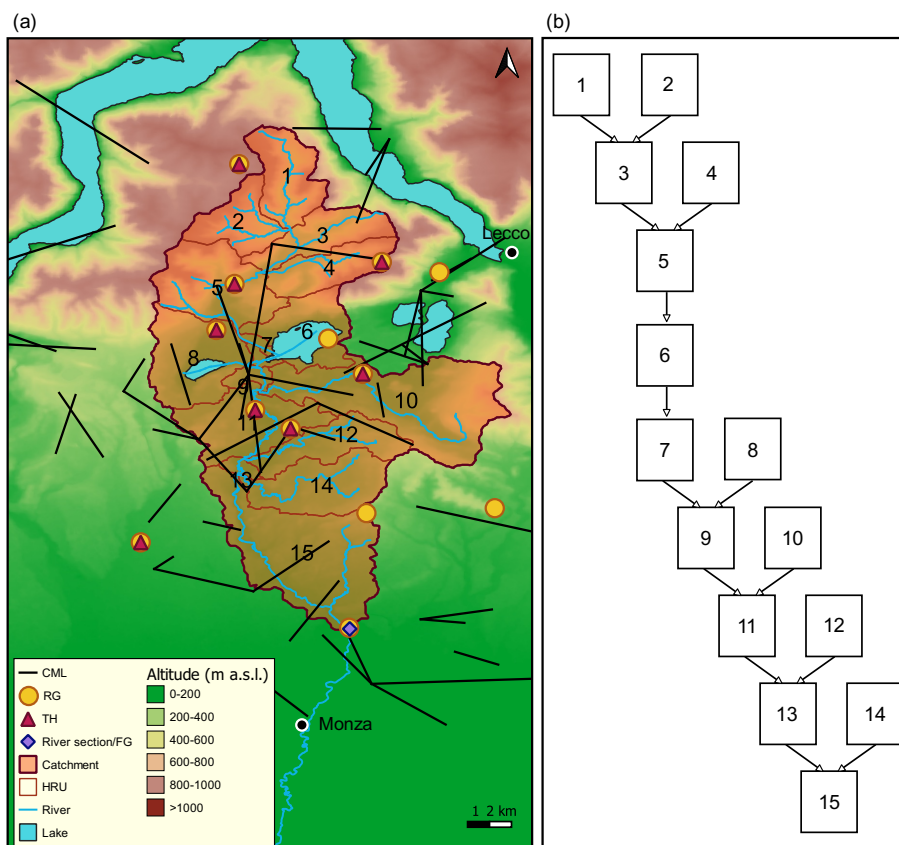 (a)
1
2
3
4
5
6
7
8
9
10
11
12
13
14
15
Lecco
Monza
CML
RG
TH
River section/FG
Catchment
HRU
River
Lake
Altitude (m a.s.l.)
0-200
200-400
400-600
600-800
800-1000
>1000
1 2 km
(b)
1 2
3 4
5
6
7 8
9 10
11 12
13 14
15